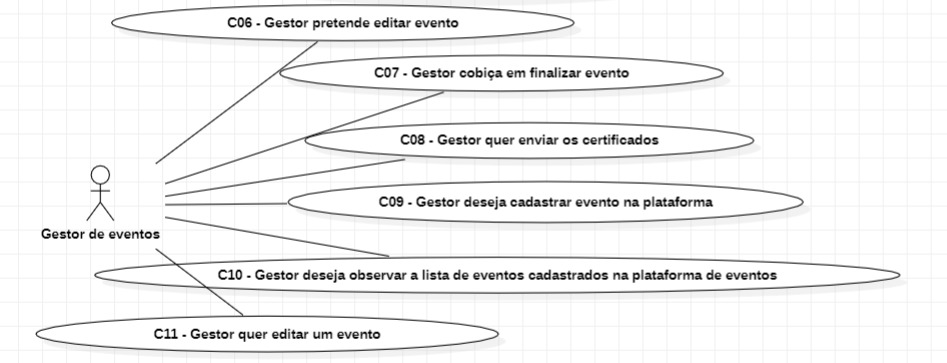 C06 - Gestor pretende editar evento
C07 - Gestor cobiça em finalizar evento
C08 - Gestor quer enviar os certificados
C09 - Gestor deseja cadastrar evento na plataforma
Gestor de eventos
C10 - Gestor deseja observar a lista de eventos cadastrados na plataforma de eventos
C11 - Gestor quer editar um evento